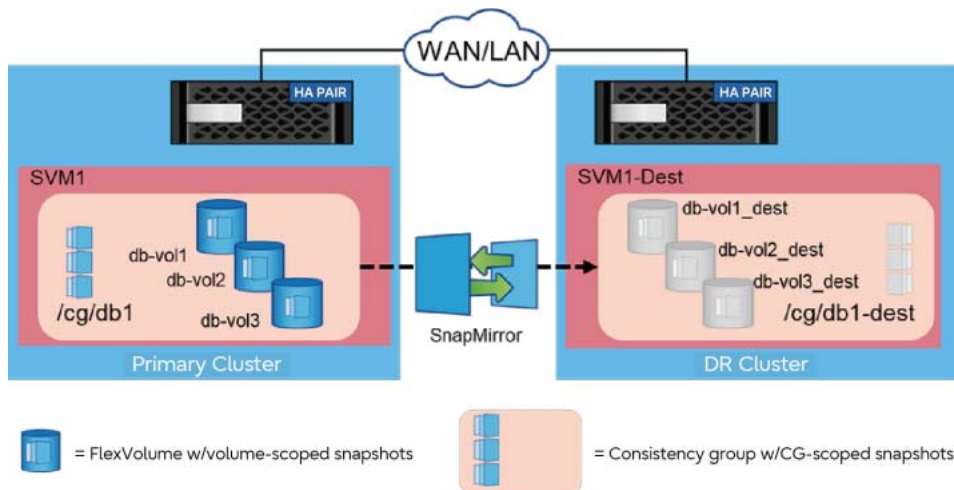 WAN/LAN
HA PAIR
HA PAIR
SVM1
db-vol1
db-vol2
db-vol3
/cg/db1
Primary Cluster
SnapMirror
SVM1-Dest
db-vol1_dest
db-vol2_dest
db-vol3_dest
/cg/db1-dest
DR Cluster
= FlexVolume w/volume-scoped snapshots
= Consistency group w/CG-scoped snapshots